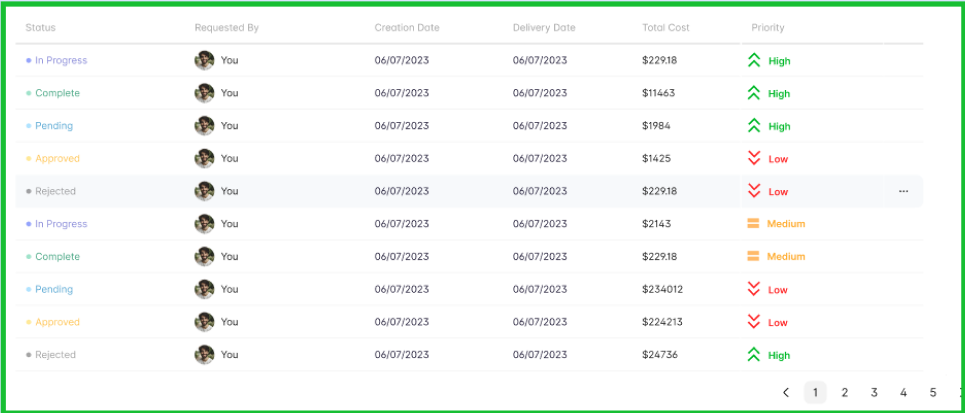 Status Requested By Creation Date Delivery Date Total Cost Priority
In Progress You 06/07/2023 06/07/2023 $229.18 High
Complete You 06/07/2023 06/07/2023 $11463 High
Pending You 06/07/2023 06/07/2023 $1984 High
Approved You 06/07/2023 06/07/2023 $1425 Low
Rejected You 06/07/2023 06/07/2023 $229.18 Low ...
In Progress You 06/07/2023 06/07/2023 $2143 Medium
Complete You 06/07/2023 06/07/2023 $229.18 Medium
Pending You 06/07/2023 06/07/2023 $234012 Low
Approved You 06/07/2023 06/07/2023 $224213 Low
Rejected You 06/07/2023 06/07/2023 $24736 High
< 1 2 3 4 5